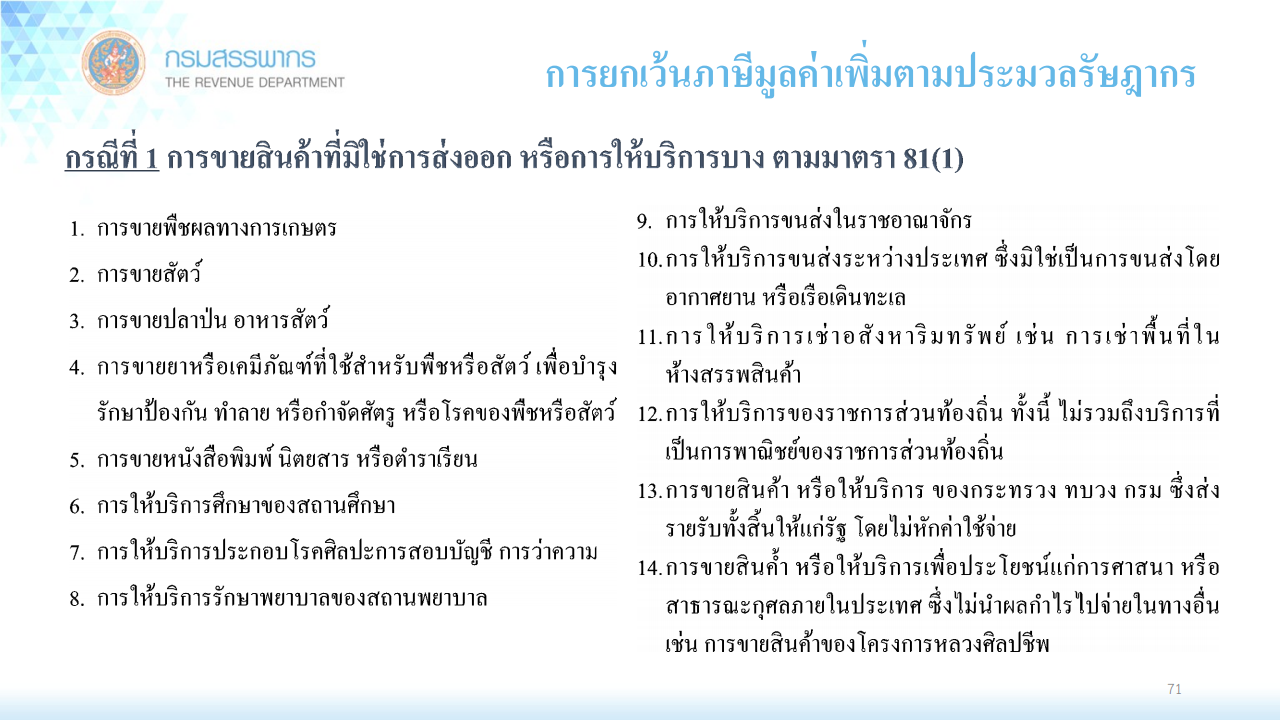 กรมสรรพากร
THE REVENUE DEPARTMENT
การยกเว้นภาษีมูลค่าเพิ่มตามประมวลรัษฎากร
กรณีที่ 1 การขายสินค้าที่มิใช่การส่งออก หรือการให้บริการบาง ตามมาตรา 81(1)
1. การขายพืชผลทางการเกษตร
2. การขายสัตว์
3. การขายปลาป่น อาหารสัตว์
4. การขายยาหรือเคมีภัณฑ์ที่ใช้สำหรับพืชหรือสัตว์ เพื่อบำรุง
รักษาป้องกัน ทำลาย หรือกำจัดศัตรู หรือโรคของพืชหรือสัตว์
5. การขายหนังสือพิมพ์ นิตยสาร หรือตำราเรียน
6. การให้บริการศึกษาของสถานศึกษา
7. การให้บริการประกอบโรคศิลปะการสอบบัญชี การว่าความ
8. การให้บริการรักษาพยาบาลของสถานพยาบาล
9. การให้บริการขนส่งในราชอาณาจักร
10. การให้บริการขนส่งระหว่างประเทศ ซึ่งมิใช่เป็นการขนส่งโดย
อากาศยาน หรือเรือเดินทะเล
11. การให้บริการเช่าอสังหาริมทรัพย์ เช่น การเช่าพื้นที่ใน
ห้างสรรพสินค้า
12. การให้บริการของราชการส่วนท้องถิ่น ทั้งนี้ ไม่รวมถึงบริการที่
เป็นการพาณิชย์ของราชการส่วนท้องถิ่น
13. การขายสินค้า หรือให้บริการ ของกระทรวง ทบวง กรม ซึ่งส่ง
รายรับทั้งสิ้นให้แก่รัฐ โดยไม่หักค่าใช้จ่าย
14. การขายสินค้ำ หรือให้บริการเพื่อประโยชน์แก่การศาสนา หรือ
สาธารณะกุศลภายในประเทศ ซึ่งไม่นำผลกำไรไปจ่ายในทางอื่น
เช่น การขายสินค้าของโครงการหลวงศิลปชีพ
71